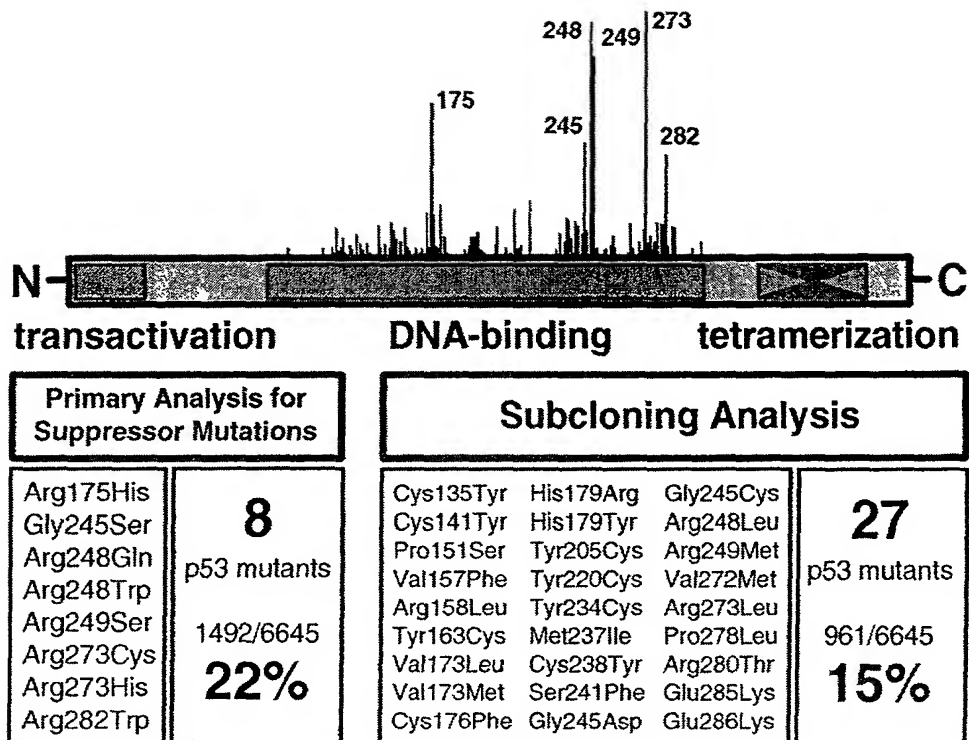 248 249 273
175
245
282
N C
transactivation DNA-binding tetramerization
Primary Analysis for
Suppressor Mutations
Arg175His
Gly245Ser
Arg248Gln
Arg248Trp
Arg249Ser
Arg273Cys
Arg273His
Arg282Trp
8
p53 mutants
1492/6645
22%
Subcloning Analysis
Cys135Tyr His179Arg Gly245Cys
Cys141Tyr His179Tyr Arg248Leu
Pro151Ser Tyr205Cys Arg249Met
Val157Phe Tyr220Cys Val272Met
Arg158Leu Tyr234Cys Arg273Leu
Tyr163Cys Met237Ile Pro278Leu
Val173Leu Cys238Tyr Arg280Thr
Val173Met Ser241Phe Glu285Lys
Cys176Phe Gly245Asp Glu286Lys
27
p53 mutants
961/6645
15%